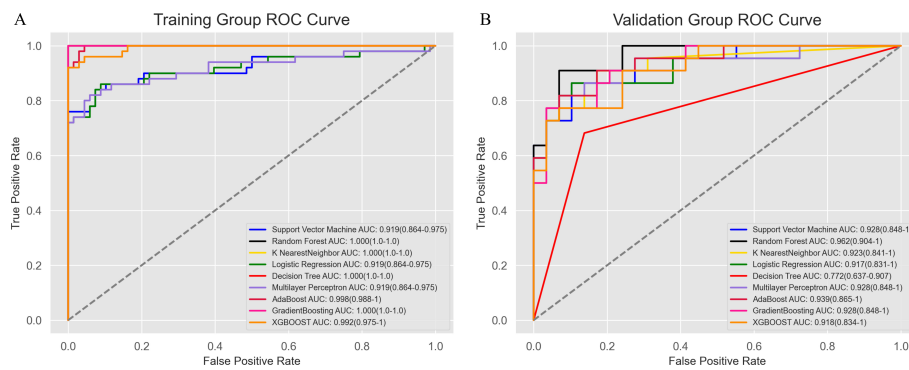 A
Training Group ROC Curve
1.0
0.8
0.6
0.4
0.2
0.0
True Positive Rate
Support Vector Machine AUC: 0.919(0.864-0.975)
Random Forest AUC: 1.000(1.0-1.0)
K NearestNeighbor AUC: 1.000(1.0-1.0)
Logistic Regression AUC: 0.919(0.864-0.975)
Decision Tree AUC: 1.000(1.0-1.0)
Multilayer Perceptron AUC: 0.919(0.864-0.975)
AdaBoost AUC: 0.998(0.988-1)
GradientBoosting AUC: 1.000(1.0-1.0)
XGBOOST AUC: 0.992(0.975-1)
0.0 0.2 0.4 0.6 0.8 1.0
False Positive Rate
B
Validation Group ROC Curve
1.0
0.8
0.6
0.4
0.2
0.0
True Positive Rate
Support Vector Machine AUC: 0.928(0.848-1
Random Forest AUC: 0.962(0.904-1)
K NearestNeighbor AUC: 0.923(0.841-1)
Logistic Regression AUC: 0.917(0.831-1)
Decision Tree AUC: 0.772(0.637-0.907)
Multilayer Perceptron AUC: 0.928(0.848-1)
AdaBoost AUC: 0.939(0.865-1)
GradientBoosting AUC: 0.928(0.848-1)
XGBOOST AUC: 0.918(0.834-1)
0.0 0.2 0.4 0.6 0.8 1.0
False Positive Rate